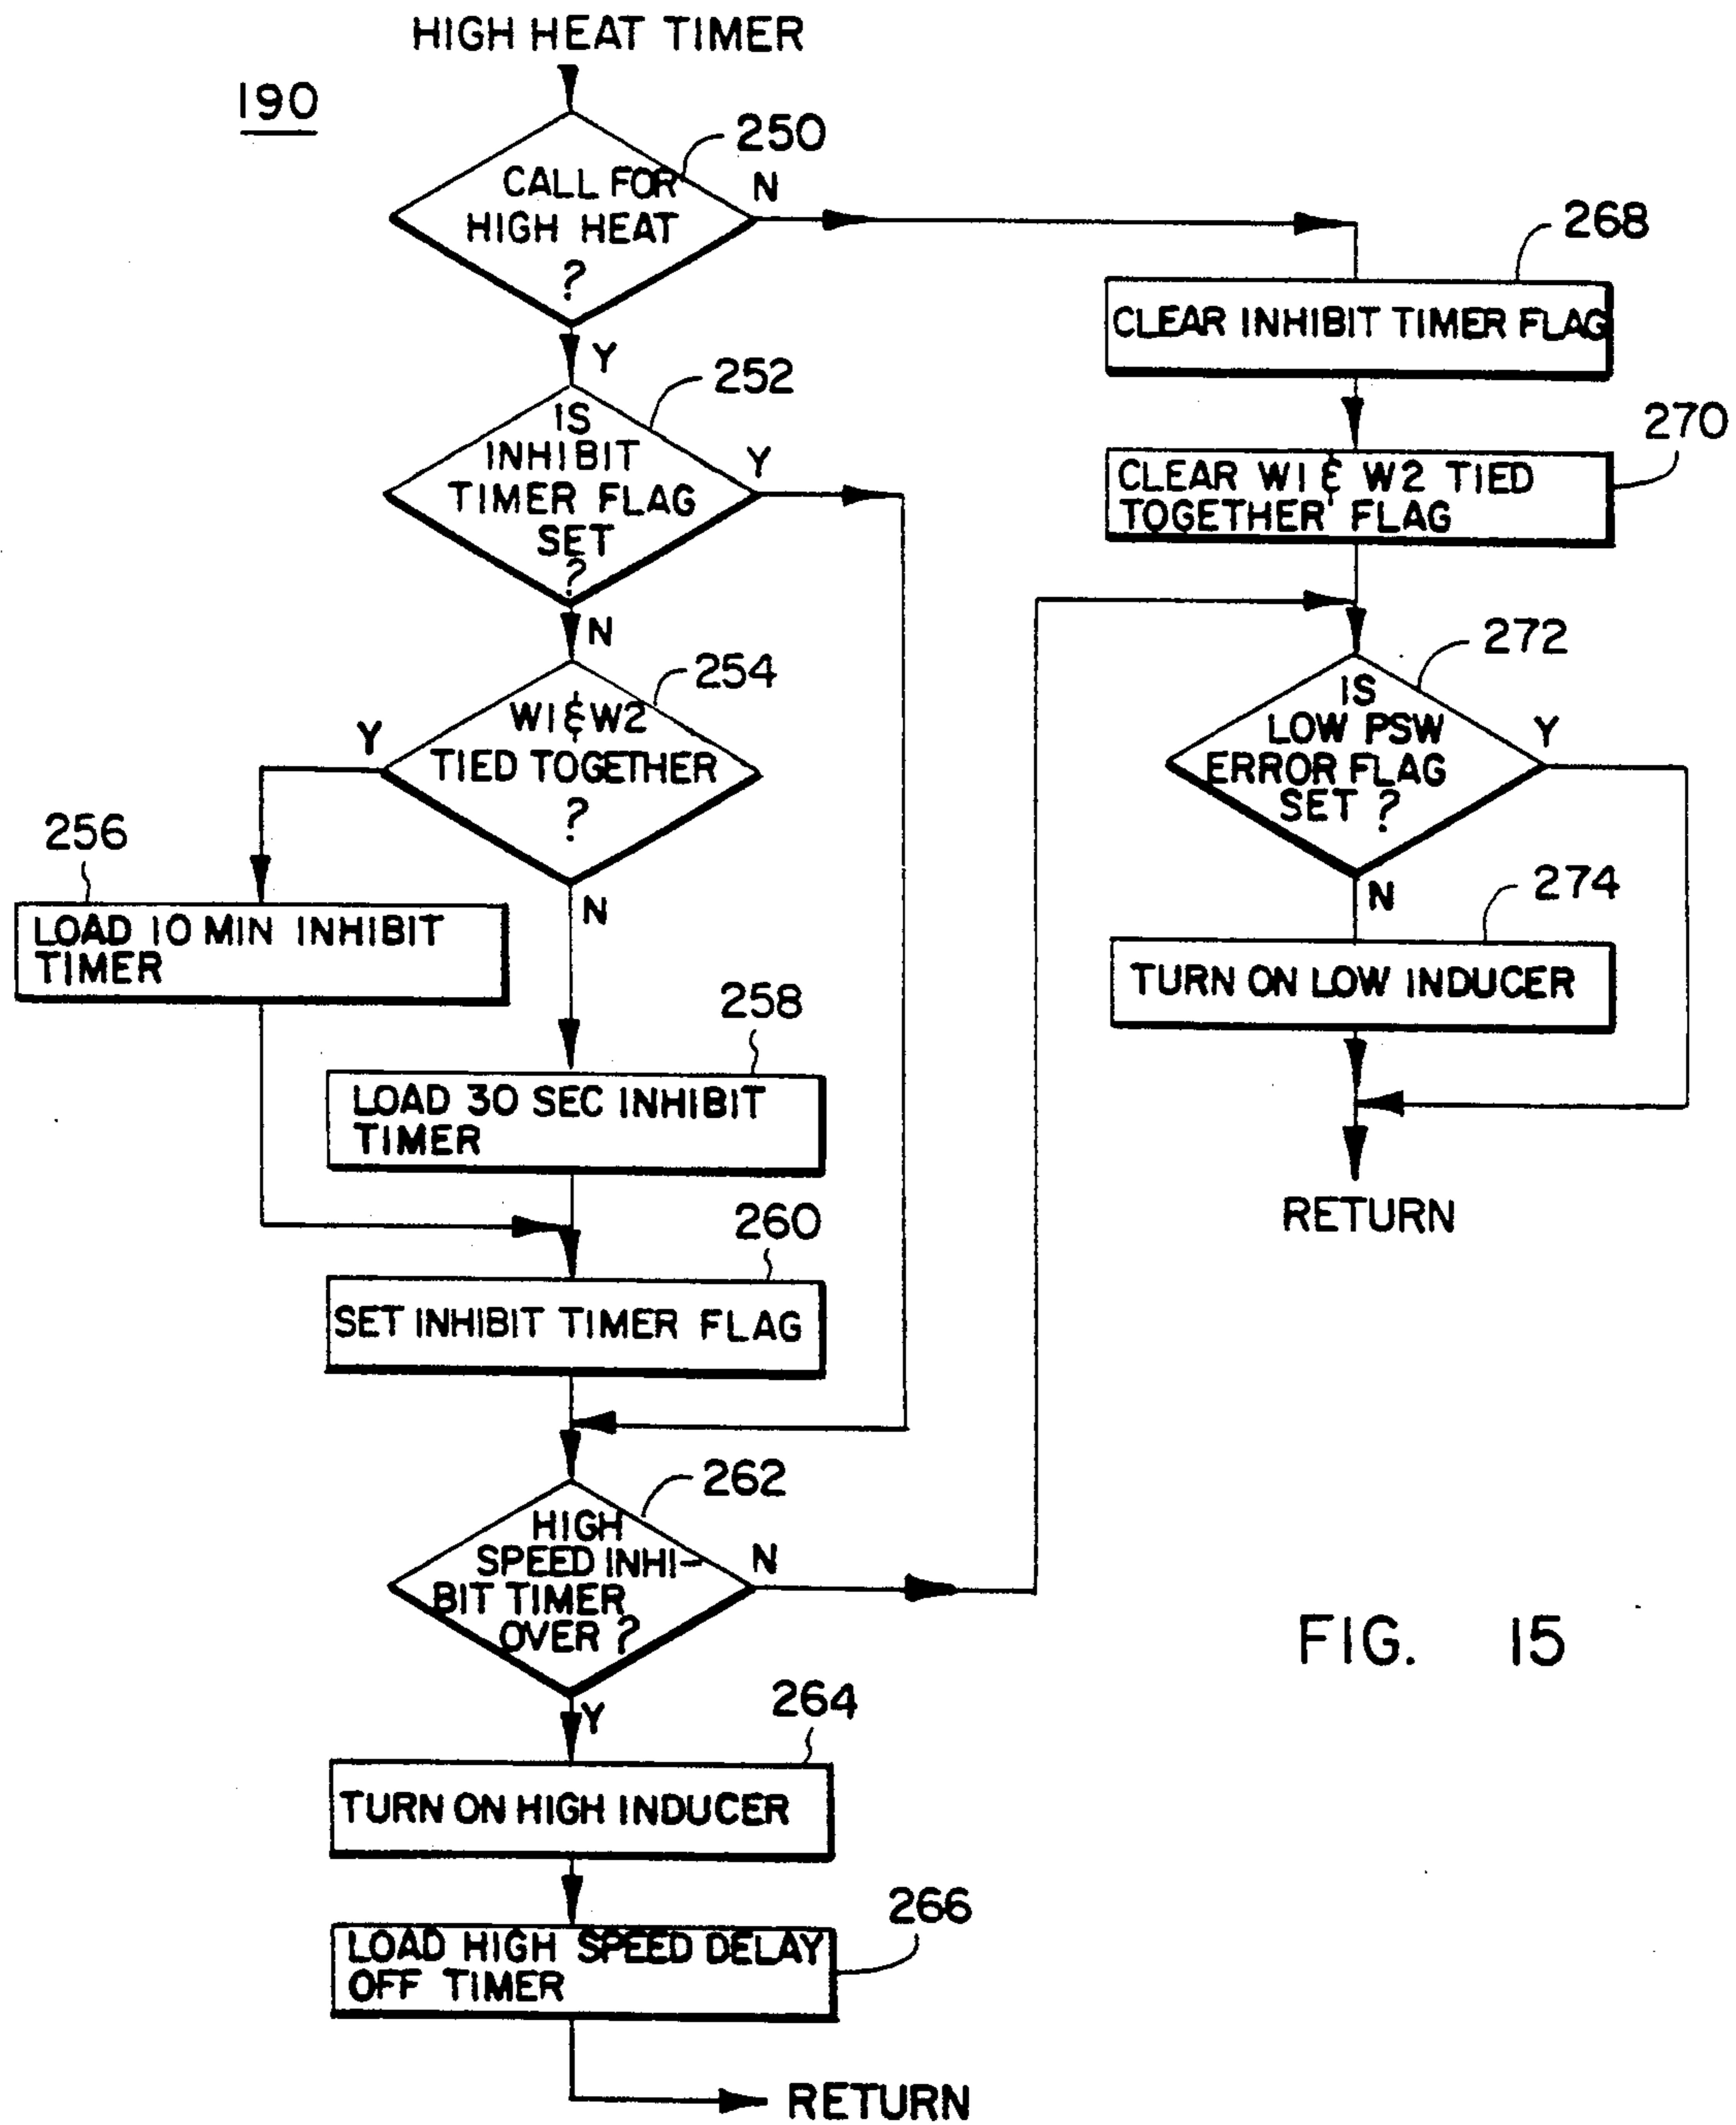 HIGH HEAT TIMER
190
250
CALL FOR
HIGH HEAT
?
N
Y
252
IS
INHIBIT
TIMER FLAG
SET
?
Y
N
254
W1 & W2
TIED TOGETHER
?
Y
N
256
LOAD 10 MIN INHIBIT
TIMER
258
LOAD 30 SEC INHIBIT
TIMER
260
SET INHIBIT TIMER FLAG
262
HIGH
SPEED INHI-
BIT TIMER
OVER ?
N
Y
264
TURN ON HIGH INDUCER
266
LOAD HIGH SPEED DELAY
OFF TIMER
RETURN
268
CLEAR INHIBIT TIMER FLAG
270
CLEAR W1 & W2 TIED
TOGETHER FLAG
272
IS
LOW PSW
ERROR FLAG
SET ?
Y
N
274
TURN ON LOW INDUCER
RETURN
FIG. 15